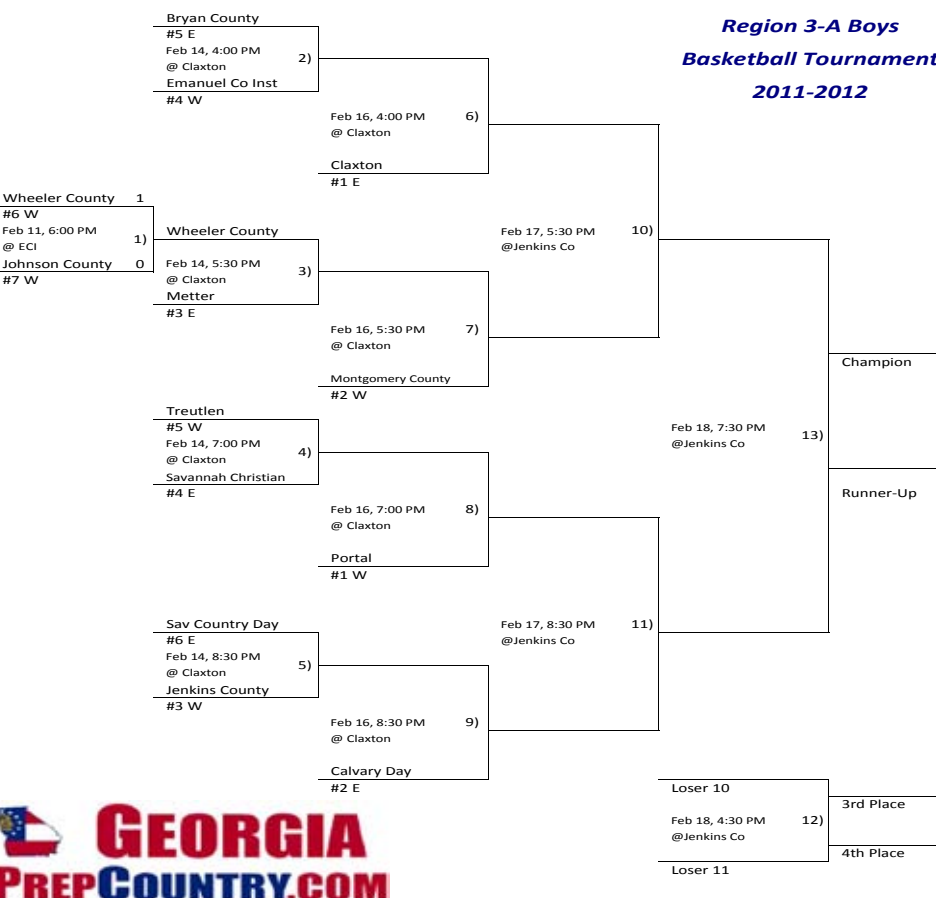 Region 3-A Boys
Basketball Tournament
2011-2012
Bryan County
#5 E
Feb 14, 4:00 PM
@ Claxton
2)
Emanuel Co Inst
#4 W
Feb 16, 4:00 PM
6)
@ Claxton
Claxton
#1 E
Wheeler County 1
#6 W
Feb 11, 6:00 PM
1)
@ ECI
Johnson County 0
#7 W
Wheeler County
Feb 14, 5:30 PM
3)
@ Claxton
Metter
#3 E
Feb 17, 5:30 PM
10)
@Jenkins Co
Feb 16, 5:30 PM
7)
@ Claxton
Montgomery County
#2 W
Champion
Treutlen
#5 W
Feb 14, 7:00 PM
4)
@ Claxton
Savannah Christian
#4 E
Feb 18, 7:30 PM
13)
@Jenkins Co
Runner-Up
Feb 16, 7:00 PM
8)
@ Claxton
Portal
#1 W
Sav Country Day
#6 E
Feb 14, 8:30 PM
5)
@ Claxton
Jenkins County
#3 W
Feb 17, 8:30 PM
11)
@Jenkins Co
Feb 16, 8:30 PM
9)
@ Claxton
Calvary Day
#2 E
Loser 10
3rd Place
Feb 18, 4:30 PM
12)
@Jenkins Co
4th Place
Loser 11
GEORGIA
PREPCOUNTRY.COM